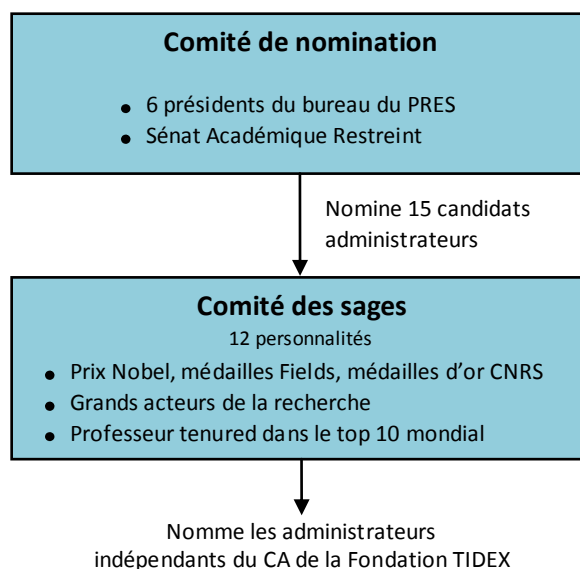 Comité de nomination
● 6 présidents du bureau du PRES
● Sénat Académique Restreint
Nomine 15 candidats
administrateurs
Comité des sages
12 personnalités
● Prix Nobel, médailles Fields, médailles d’or CNRS
● Grands acteurs de la recherche
● Professeur tenured dans le top 10 mondial
Nomme les administrateurs
indépendants du CA de la Fondation TIDEX